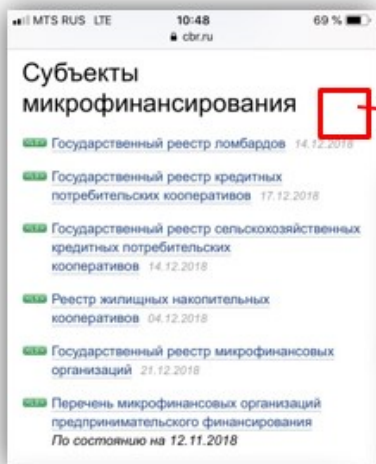 MTS RUS LTE 10:48 69 %
cbr.ru
Субъекты
микрофинансирования
Государственный реестр ломбардов 14.12.2018
Государственный реестр кредитных
потребительских кооперативов 17.12.2018
Государственный реестр сельскохозяйственных
кредитных потребительских
кооперативов 14.12.2018
Реестр жилищных накопительных
кооперативов 04.12.2018
Государственный реестр микрофинансовых
организаций 21.12.2018
Перечень микрофинансовых организаций
предпринимательского финансирования
По состоянию на 12.11.2018